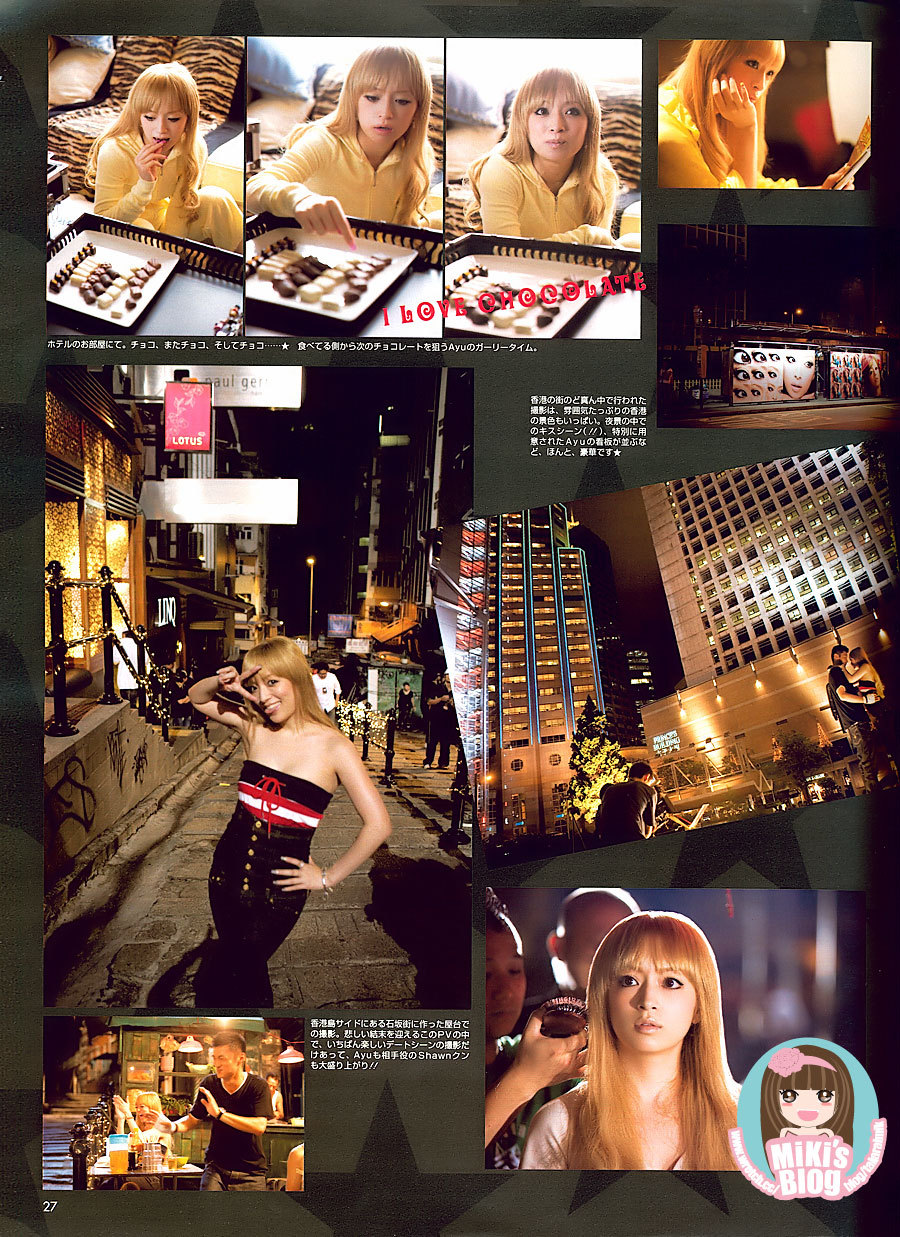 I LOVE CHOCOLATE
ホテルのお部屋にて。チョコ、またチョコ、そしてチョコ……★　食べてる側から次のチョコレートを狙うAyuのガーリータイム。
香港の街のど真ん中で行われた
撮影は、雰囲気たっぷりの香港
の景色もいっぱい。夜景の中で
のキスシーン(//)、特別に用
意されたAyuの看板が並ぶな
ど、ほんと、豪華です★
paul ger
LOTUS
PRINCE'S
BUILDING
香港島サイドにある石坂街に作った屋台で
の撮影。悲しい結末を迎えるこのPVの中
で、いちばん楽しいデートシーンの撮影だ
けあって、Ayuも相手役のShawnクン
も大盛り上がり!!
MiKi's
BLOG
27